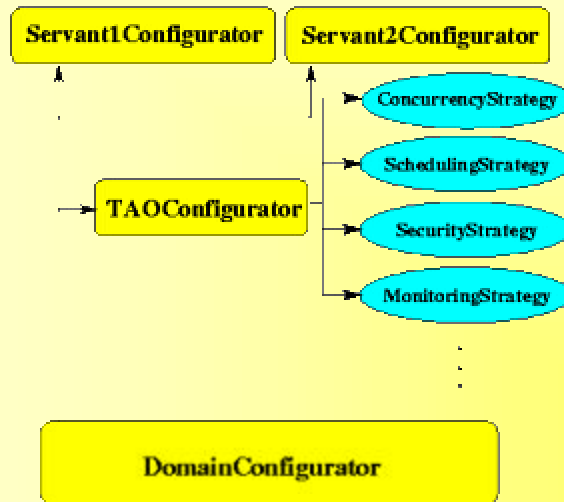 Servant1Configurator
Servant2Configurator
ConcurrencyStrategy
SchedulingStrategy
TAOConfigurator
SecurityStrategy
MonitoringStrategy
DomainConfigurator